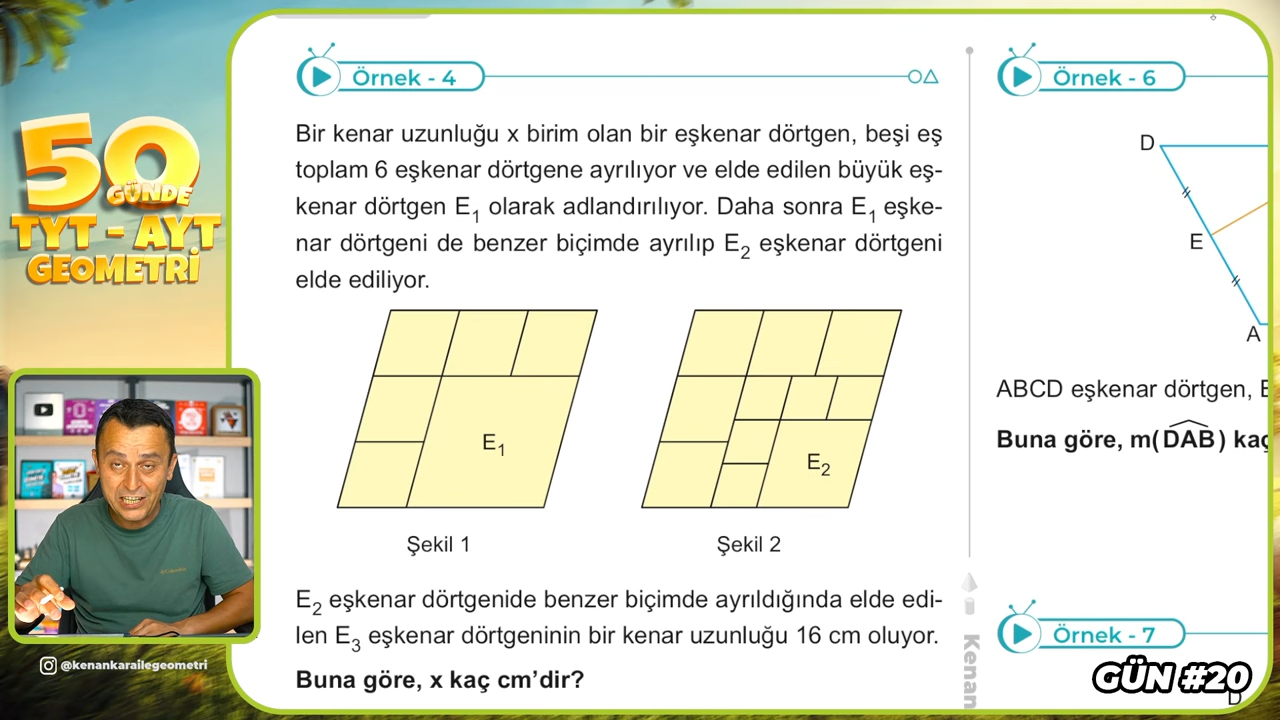 50
GÜNDE
TYT - AYT
GEOMETRİ
Örnek - 4
Bir kenar uzunluğu x birim olan bir eşkenar dörtgen, beşi eş
toplam 6 eşkenar dörtgene ayrılıyor ve elde edilen büyük eş-
kenar dörtgen E1 olarak adlandırılıyor. Daha sonra E1 eşke-
nar dörtgeni de benzer biçimde ayrılıp E2 eşkenar dörtgeni
elde ediliyor.
E1
E2
Şekil 1
Şekil 2
E2 eşkenar dörtgenide benzer biçimde ayrıldığında elde edi-
len E3 eşkenar dörtgeninin bir kenar uzunluğu 16 cm oluyor.
Buna göre, x kaç cm'dir?
Kenan
Örnek - 6
D
E
A
ABCD eşkenar dörtgen, E
Buna göre, m(DAB) kaç
Örnek - 7
D
GÜN #20
@kenankarailegeometri